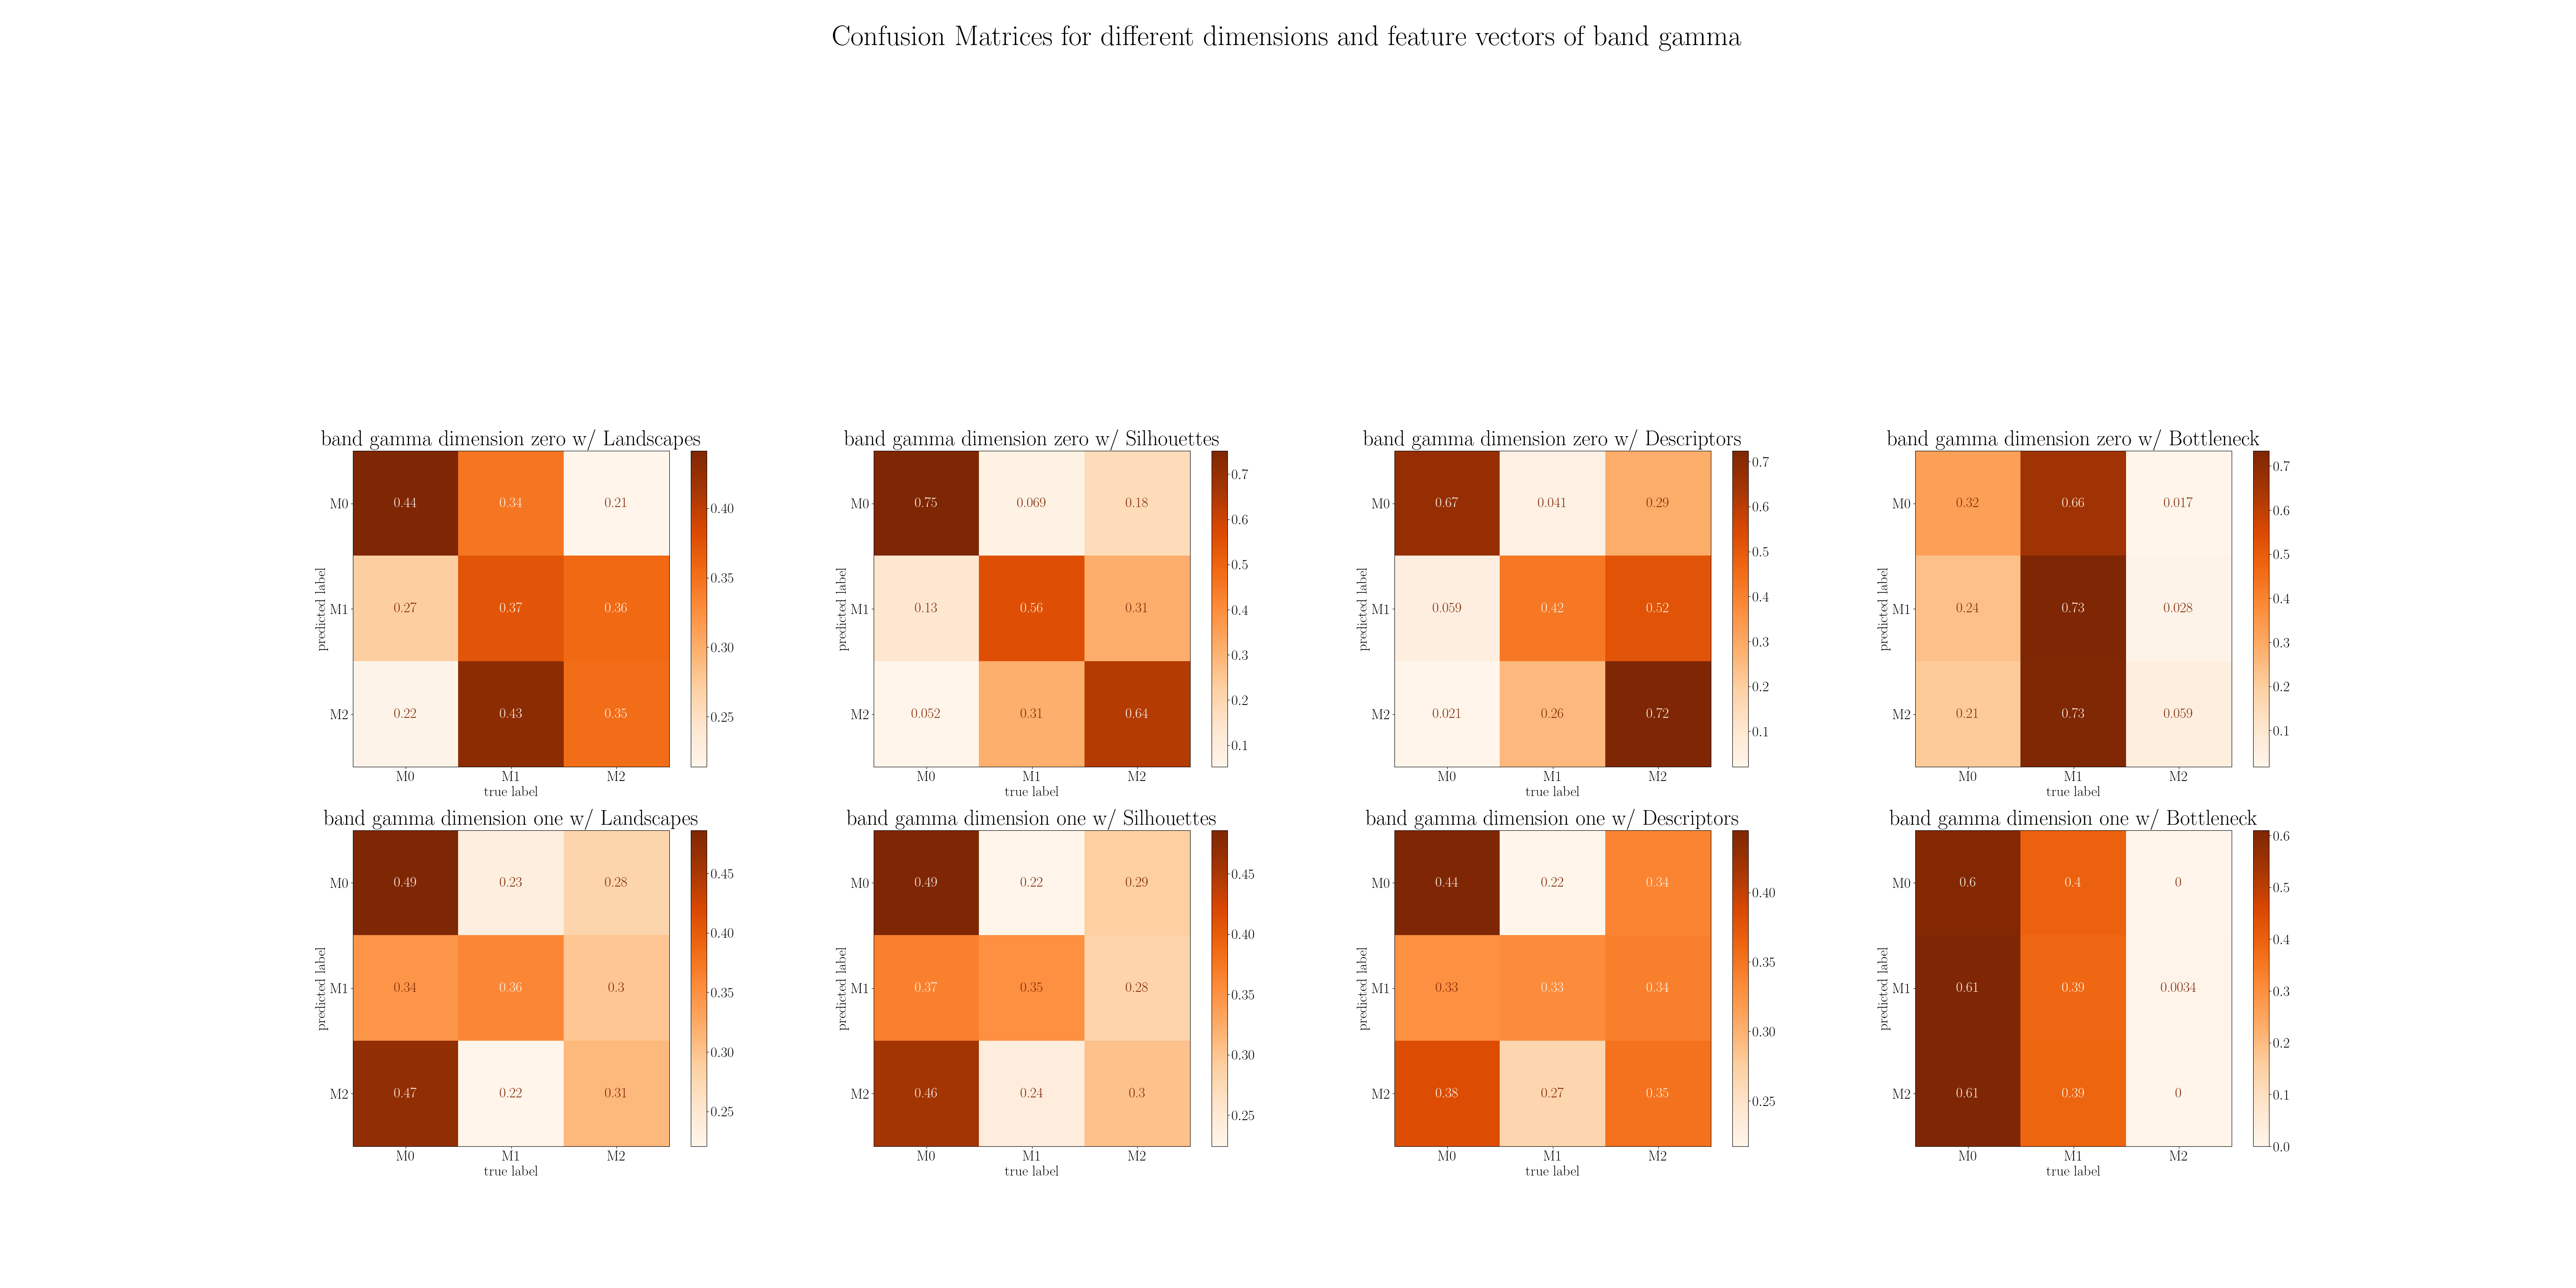 Confusion Matrices for different dimensions and feature vectors of band gamma
band gamma dimension zero w/ Landscapes
M0 0.44 0.34 0.21
M1 0.27 0.37 0.36
M2 0.22 0.43 0.35
M0 M1 M2
true label
predicted label
0.40
0.35
0.30
0.25
band gamma dimension zero w/ Silhouettes
M0 0.75 0.069 0.18
M1 0.13 0.56 0.31
M2 0.052 0.31 0.64
M0 M1 M2
true label
predicted label
0.7
0.6
0.5
0.4
0.3
0.2
0.1
band gamma dimension zero w/ Descriptors
M0 0.67 0.041 0.29
M1 0.059 0.42 0.52
M2 0.021 0.26 0.72
M0 M1 M2
true label
predicted label
0.7
0.6
0.5
0.4
0.3
0.2
0.1
band gamma dimension zero w/ Bottleneck
M0 0.32 0.66 0.017
M1 0.24 0.73 0.028
M2 0.21 0.73 0.059
M0 M1 M2
true label
predicted label
0.7
0.6
0.5
0.4
0.3
0.2
0.1
band gamma dimension one w/ Landscapes
M0 0.49 0.23 0.28
M1 0.34 0.36 0.3
M2 0.47 0.22 0.31
M0 M1 M2
true label
predicted label
0.45
0.40
0.35
0.30
0.25
band gamma dimension one w/ Silhouettes
M0 0.49 0.22 0.29
M1 0.37 0.35 0.28
M2 0.46 0.24 0.3
M0 M1 M2
true label
predicted label
0.45
0.40
0.35
0.30
0.25
band gamma dimension one w/ Descriptors
M0 0.44 0.22 0.34
M1 0.33 0.33 0.34
M2 0.38 0.27 0.35
M0 M1 M2
true label
predicted label
0.40
0.35
0.30
0.25
band gamma dimension one w/ Bottleneck
M0 0.6 0.4 0
M1 0.61 0.39 0.0034
M2 0.61 0.39 0
M0 M1 M2
true label
predicted label
0.6
0.5
0.4
0.3
0.2
0.1
0.0